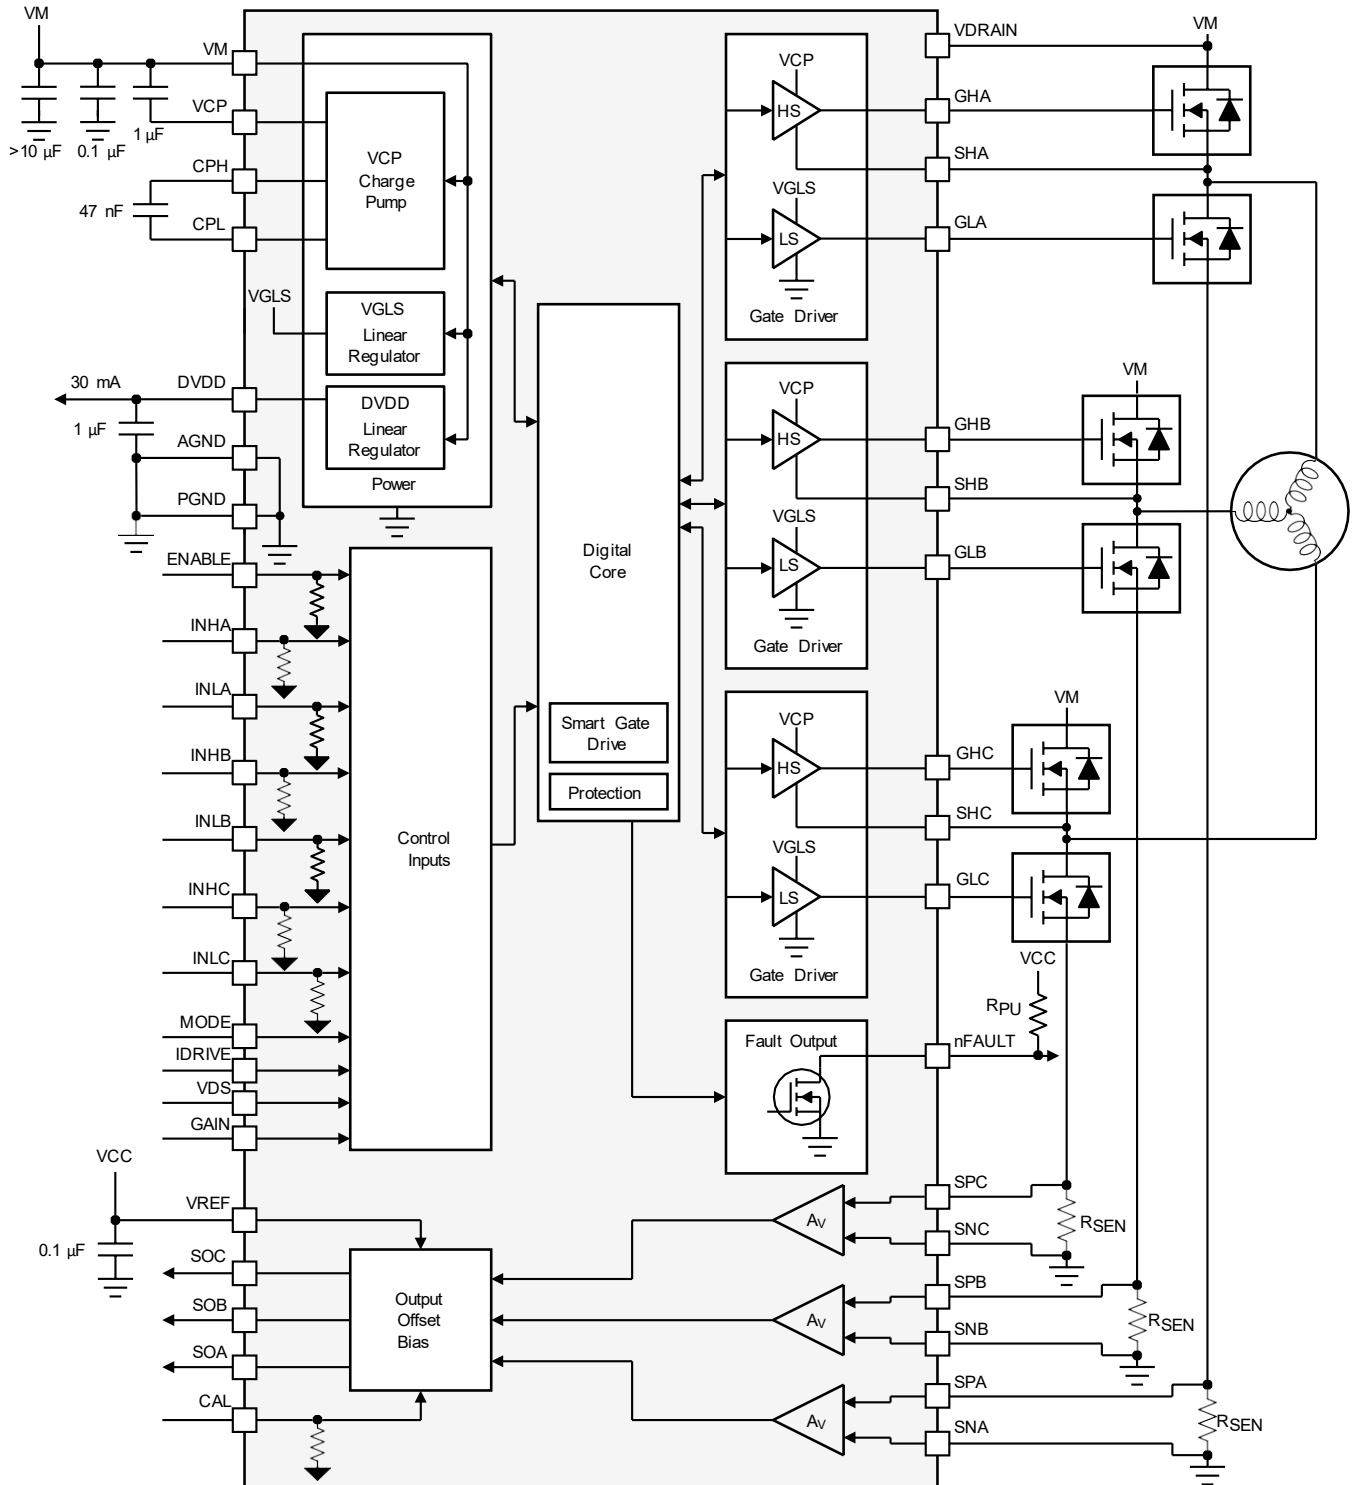 VM
VM
VCP
>10 µF
0.1 µF
1 µF
CPH
47 nF
CPL
VCP
Charge
Pump
VGLS
VGLS
Linear
Regulator
30 mA
DVDD
1 µF
DVDD
Linear
Regulator
AGND
PGND
Power
ENABLE
INHA
INLA
INHB
INLB
INHC
INLC
MODE
IDRIVE
VDS
GAIN
Control
Inputs
VCC
VREF
0.1 µF
SOC
SOB
SOA
CAL
Output
Offset
Bias
Digital
Core
Smart Gate
Drive
Protection
VCP
HS
VGLS
LS
Gate Driver
VCP
HS
VGLS
LS
Gate Driver
VCP
HS
VGLS
LS
Gate Driver
Fault Output
AV
AV
AV
VDRAIN
VM
GHA
SHA
GLA
VM
GHB
SHB
GLB
VM
GHC
SHC
GLC
VCC
RPU
nFAULT
SPC
SNC
RSEN
SPB
SNB
RSEN
SPA
SNA
RSEN